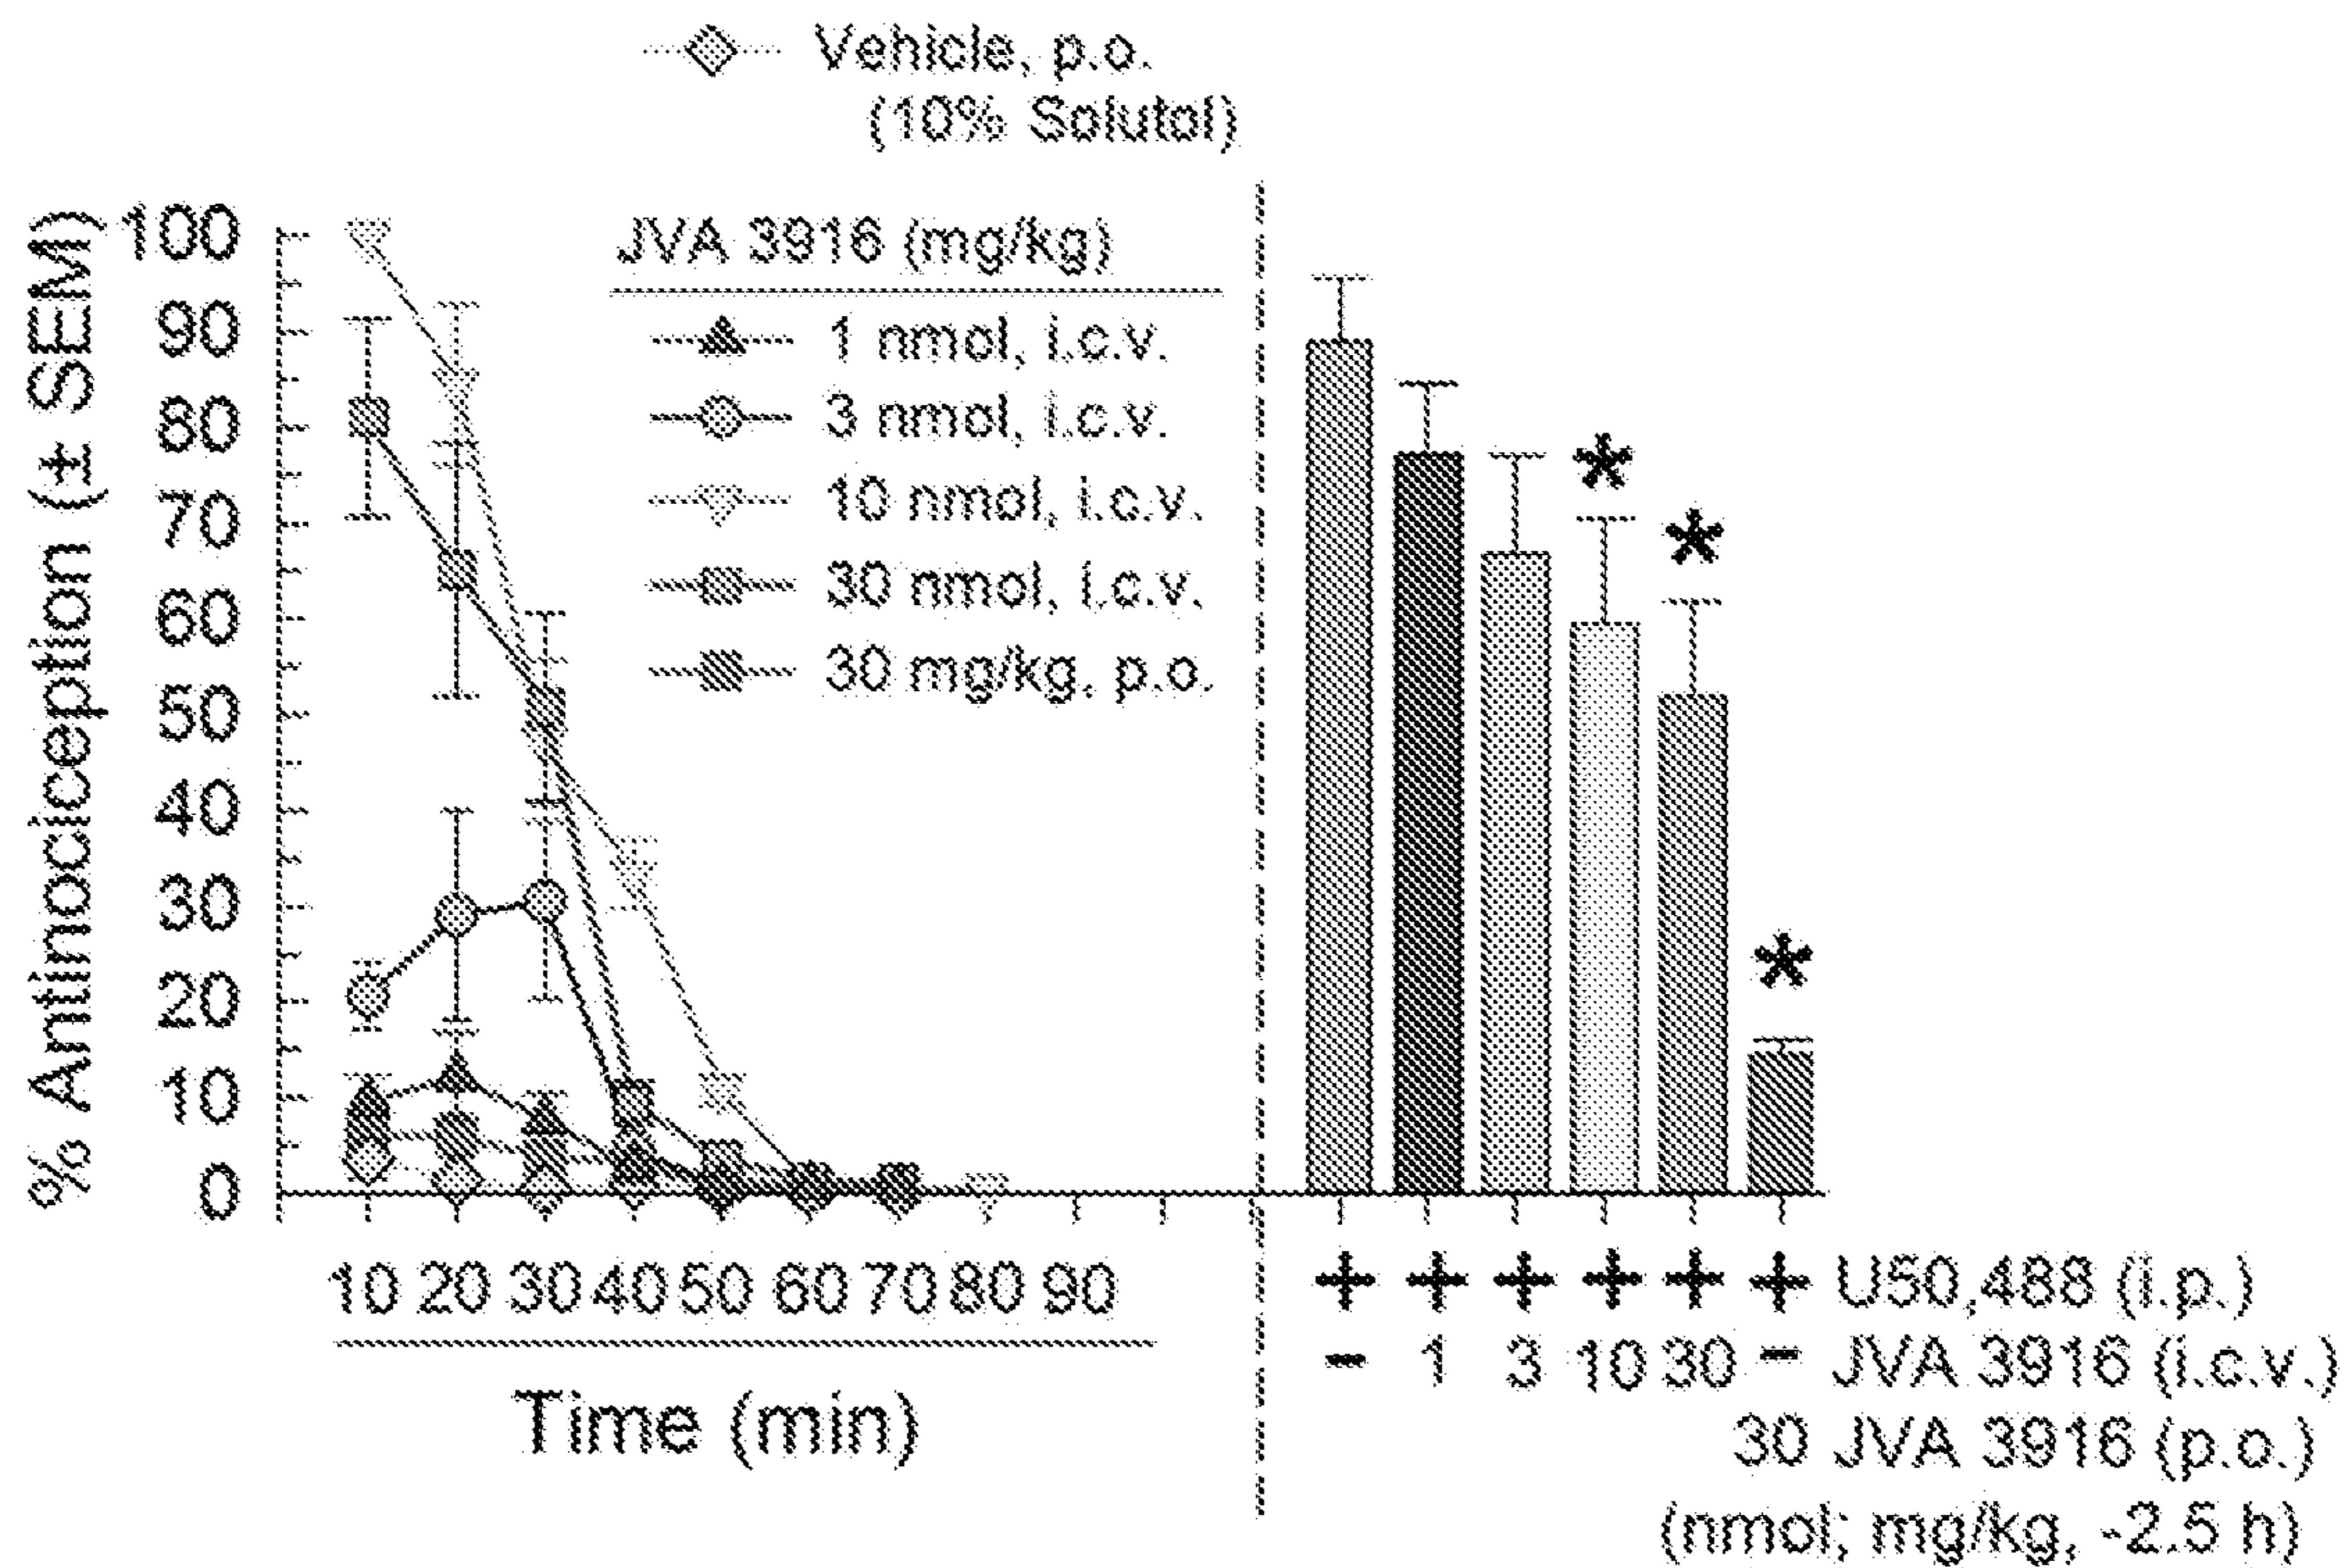 Vehicle, p.o.
(10% Solutol)
JVA 3916 (mg/kg)
1 nmol, i.c.v.
3 nmol, i.c.v.
10 nmol, i.c.v.
30 nmol, i.c.v.
30 mg/kg, p.o.
% Antinociception (± SEM)
100
90
80
70
60
50
40
30
20
10
0
10 20 30 40 50 60 70 80 90
Time (min)
* * *
+ + + + + + U50,488 (i.p.)
- 1 3 10 30 - JVA 3916 (i.c.v.)
30 JVA 3916 (p.o.)
(nmol; mg/kg, -2.5 h)